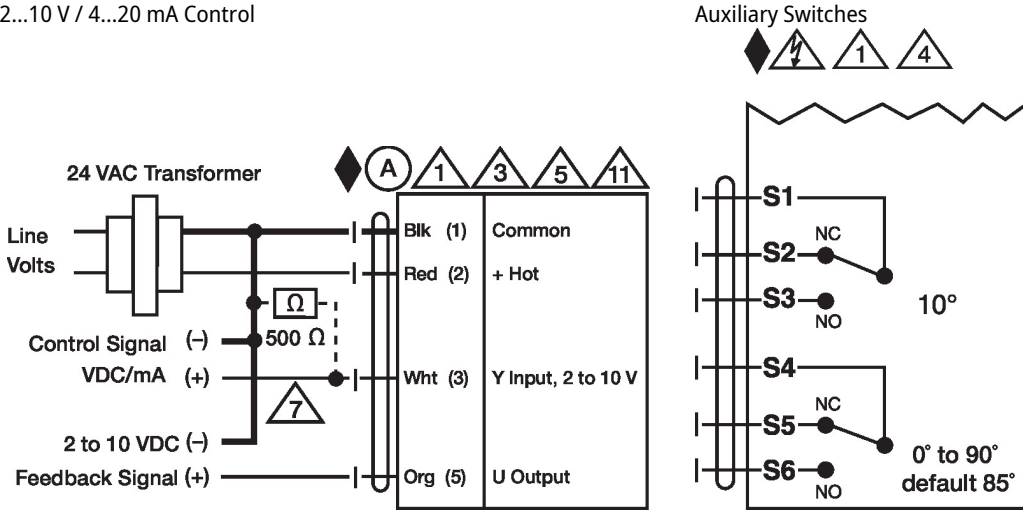 2...10 V / 4...20 mA Control
24 VAC Transformer
A 1 3 5 11
Line
Volts
Blk (1) Common
Red (2) + Hot
Ω
500 Ω
Control Signal (–)
VDC/mA (+)
Wht (3) Y Input, 2 to 10 V
7
2 to 10 VDC (–)
Feedback Signal (+)
Org (5) U Output
Auxiliary Switches
1 4
S1
NC
S2
S3
NO
10°
S4
NC
S5
S6
NO
0° to 90°
default 85°